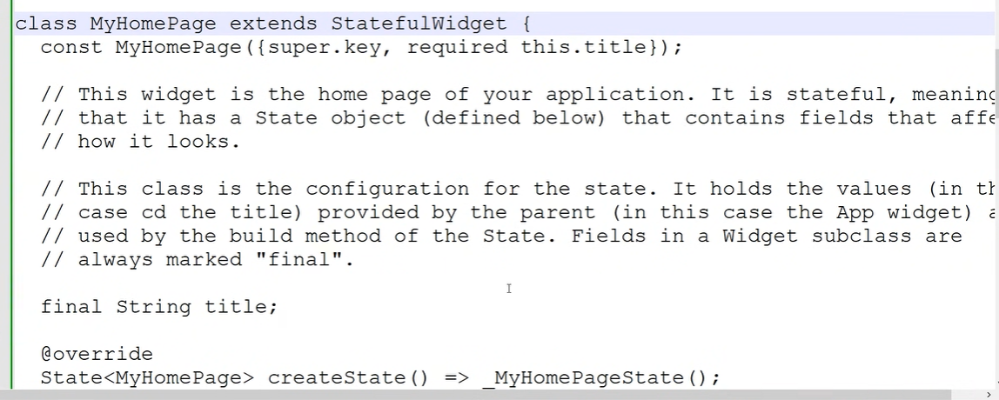 class MyHomePage extends StatefulWidget {
const MyHomePage({super.key, required this.title});
// This widget is the home page of your application. It is stateful, meaning
// that it has a State object (defined below) that contains fields that affe
// how it looks.
// This class is the configuration for the state. It holds the values (in th
// case cd the title) provided by the parent (in this case the App widget) a
// used by the build method of the State. Fields in a Widget subclass are
// always marked "final".
final String title;
@override
State<MyHomePage> createState() => _MyHomePageState();